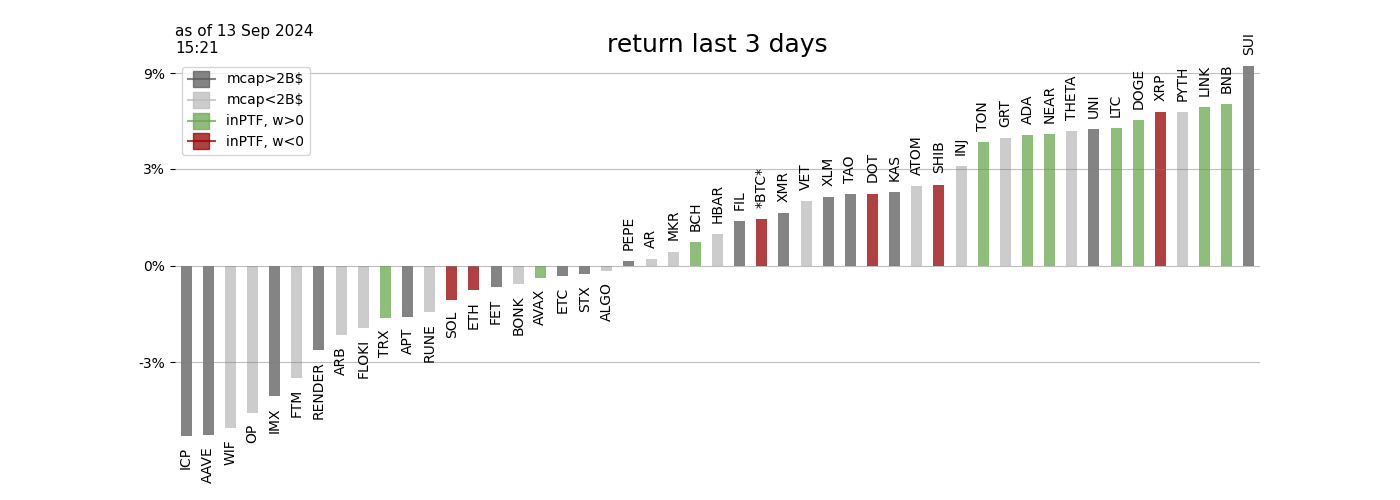 as of 13 Sep 2024
15:21
return last 3 days
mcap>2B$
mcap<2B$
inPTF, w>0
inPTF, w<0
9%
3%
0%
-3%
ICP
AAVE
WIF
OP
IMX
FTM
RENDER
ARB
FLOKI
TRX
APT
RUNE
SOL
ETH
FET
BONK
AVAX
ETC
STX
ALGO
PEPE
AR
MKR
BCH
HBAR
FIL
*BTC*
XMR
VET
XLM
TAO
DOT
KAS
ATOM
SHIB
INJ
TON
GRT
ADA
NEAR
THETA
UNI
LTC
DOGE
XRP
PYTH
LINK
BNB
SUI